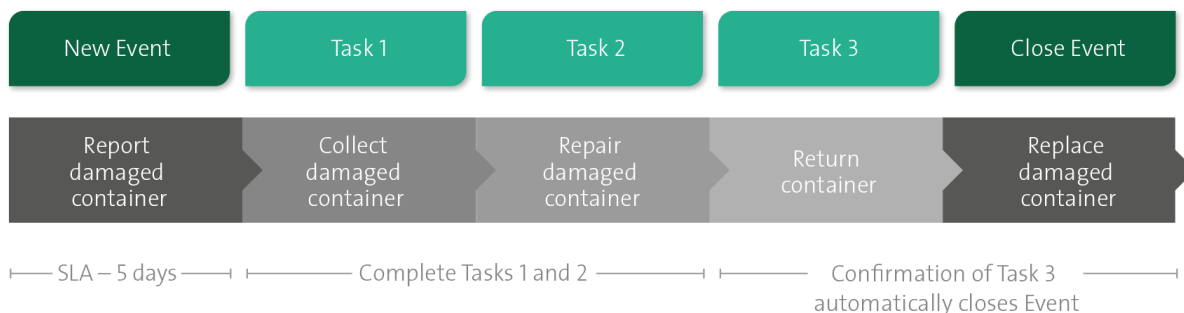 New Event
Task 1
Task 2
Task 3
Close Event
Report
damaged
container
Collect
damaged
container
Repair
damaged
container
Return
container
Replace
damaged
container
SLA – 5 days
Complete Tasks 1 and 2
Confirmation of Task 3
automatically closes Event